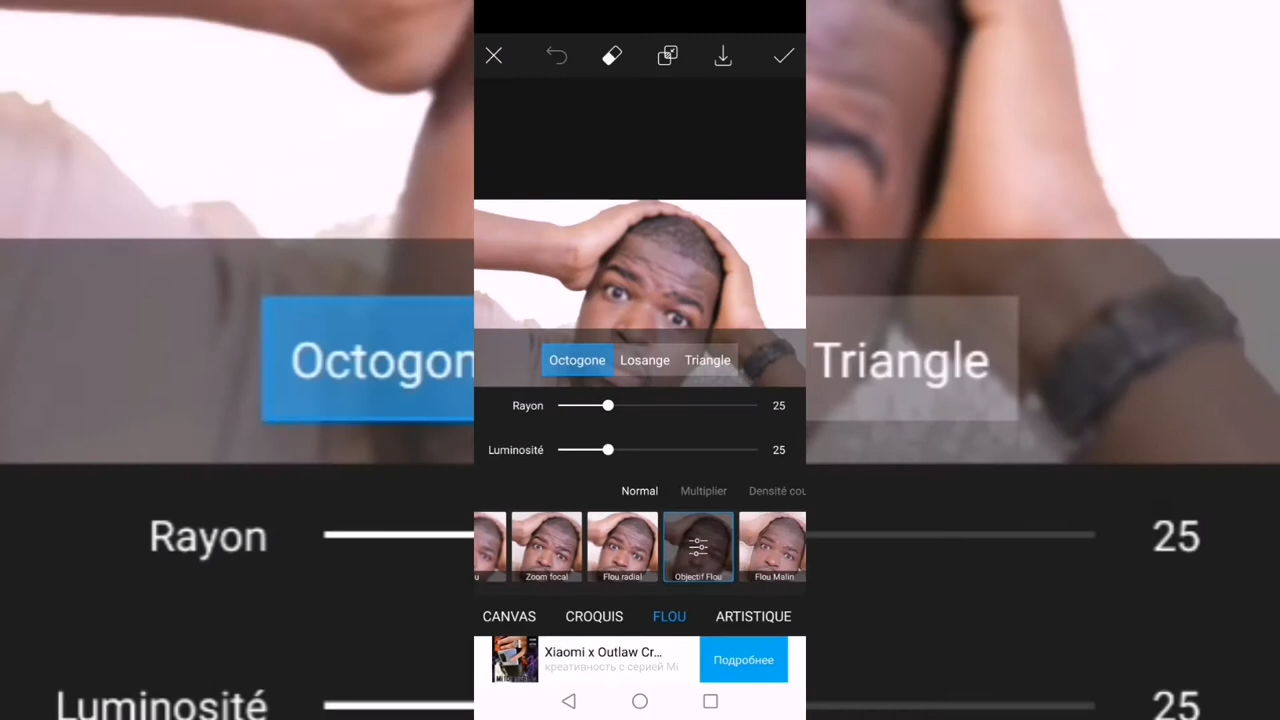 Octogone Losange Triangle
Rayon 25
Luminosité 25
Normal Multiplier Densité cou
u Zoom focal Flou radial Objectif Flou Flou Malin
CANVAS CROQUIS FLOU ARTISTIQUE
Xiaomi x Outlaw Cr...
креативность с серией Mi
Подробнее
Octogon
Triangle
Rayon 25
Luminosité 25